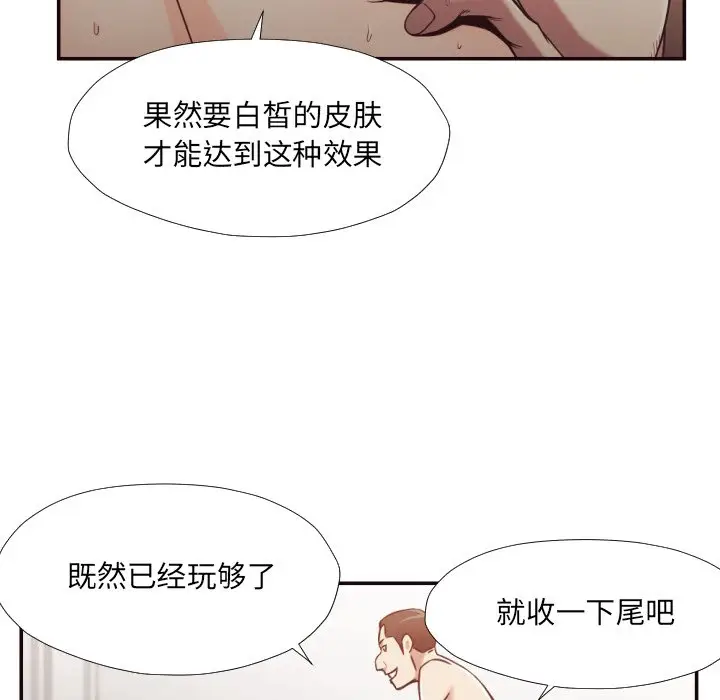 果然要白皙的皮肤
才能达到这种效果
既然已经玩够了
就收一下尾吧